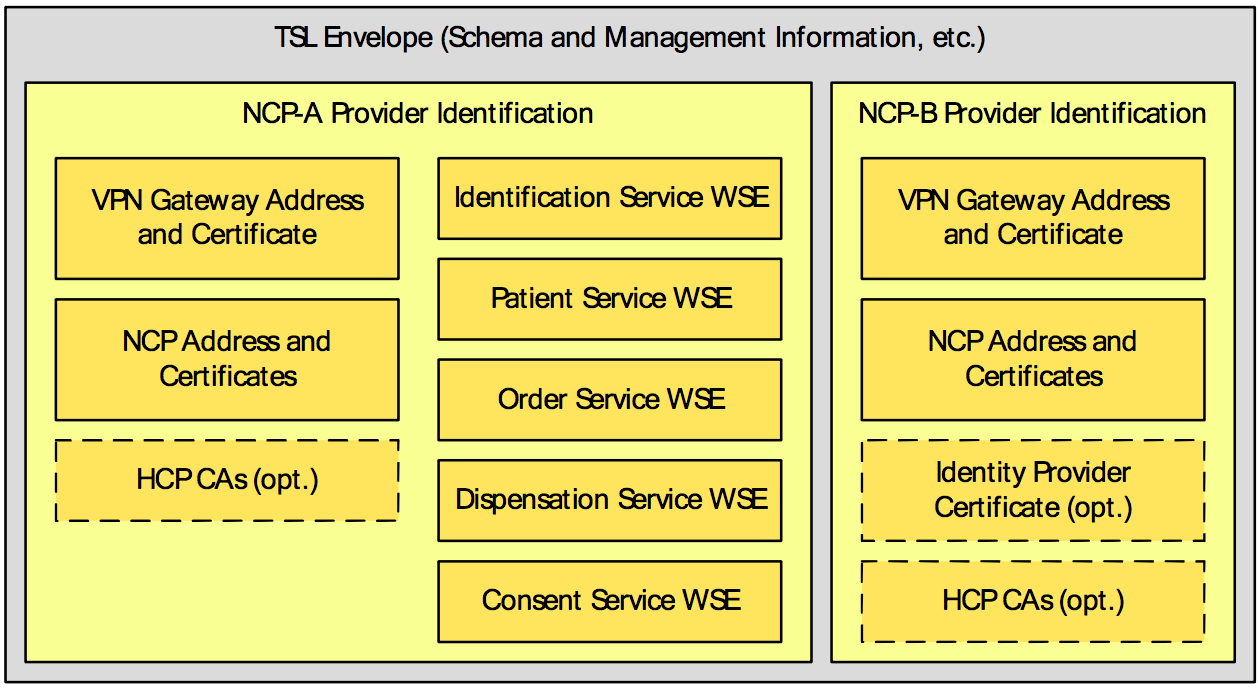 TSL Envelope (Schema and Management Information, etc.)
NCP-A Provider Identification
VPN Gateway Address
and Certificate
NCP Address and
Certificates
HCP CAs (opt.)
Identification Service WSE
Patient Service WSE
Order Service WSE
Dispensation Service WSE
Consent Service WSE
NCP-B Provider Identification
VPN Gateway Address
and Certificate
NCP Address and
Certificates
Identity Provider
Certificate (opt.)
HCP CAs (opt.)